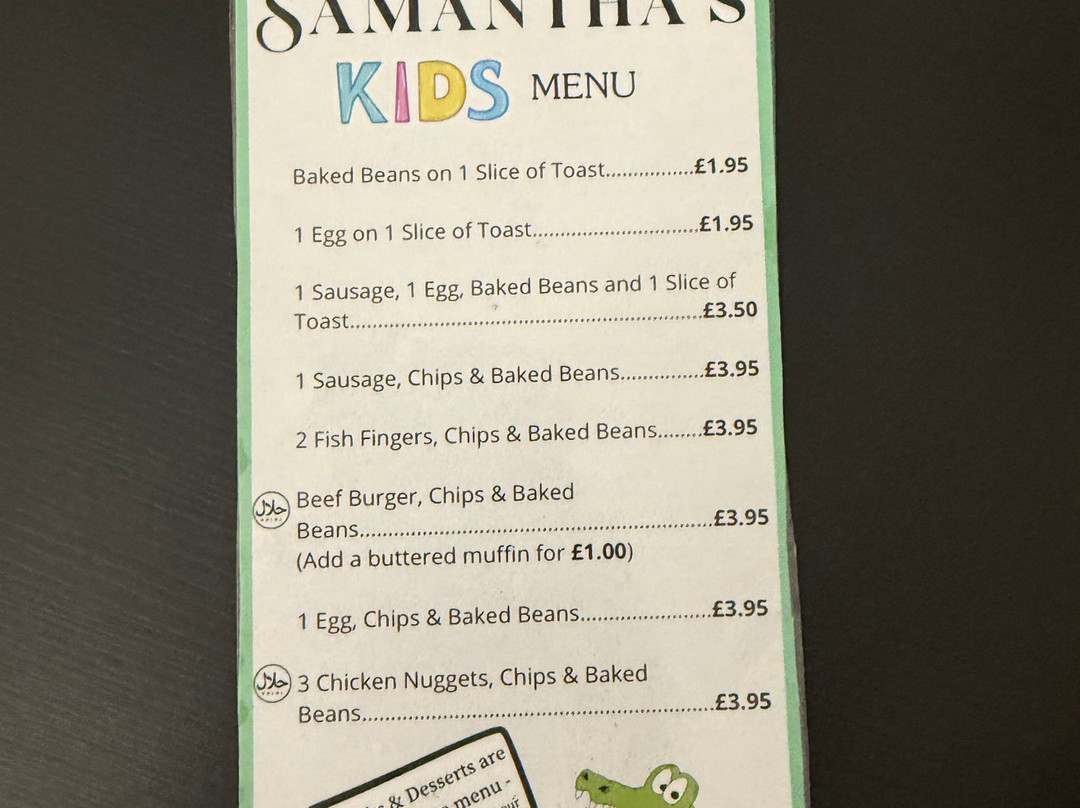 SAMANTHA'S
KIDS MENU
Baked Beans on 1 Slice of Toast................£1.95
1 Egg on 1 Slice of Toast..............................£1.95
1 Sausage, 1 Egg, Baked Beans and 1 Slice of
Toast................................................................£3.50
1 Sausage, Chips & Baked Beans...............£3.95
2 Fish Fingers, Chips & Baked Beans........£3.95
حلال
Beef Burger, Chips & Baked
Beans................................................................£3.95
(Add a buttered muffin for £1.00)
1 Egg, Chips & Baked Beans........................£3.95
حلال
3 Chicken Nuggets, Chips & Baked
Beans................................................................£3.95
& Desserts are
menu -